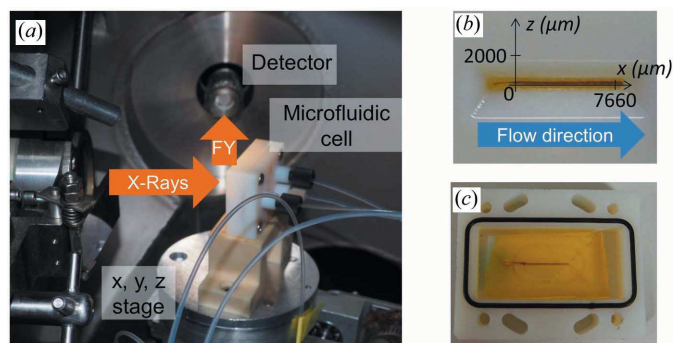 (a)
Detector
Microfluidic
cell
FY
X-Rays
x, y, z
stage
(b)
z (µm)
2000
x (µm)
0
7660
Flow direction
(c)